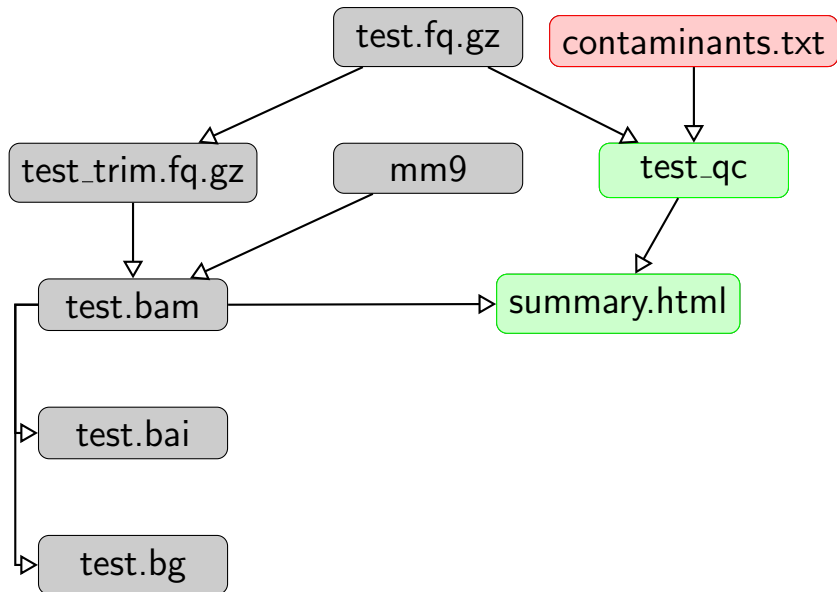 test.fq.gz
contaminants.txt
test_trim.fq.gz
mm9
test_qc
test.bam
summary.html
test.bai
test.bg